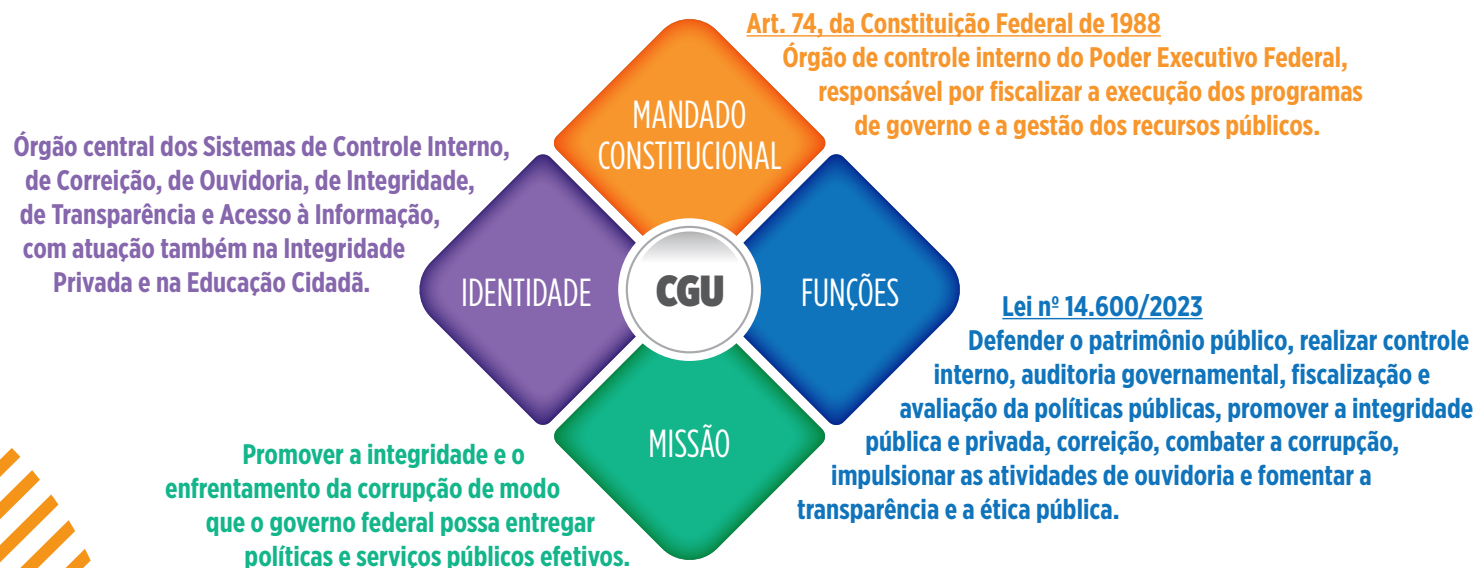 Art. 74, da Constituição Federal de 1988
Órgão de controle interno do Poder Executivo Federal,
responsável por fiscalizar a execução dos programas
de governo e a gestão dos recursos públicos.
MANDADO
CONSTITUCIONAL
Órgão central dos Sistemas de Controle Interno,
de Correição, de Ouvidoria, de Integridade,
de Transparência e Acesso à Informação,
com atuação também na Integridade
Privada e na Educação Cidadã.
IDENTIDADE
CGU
FUNÇÕES
Lei nº 14.600/2023
Defender o patrimônio público, realizar controle
interno, auditoria governamental, fiscalização e
avaliação da políticas públicas, promover a integridade
pública e privada, correição, combater a corrupção,
impulsionar as atividades de ouvidoria e fomentar a
transparência e a ética pública.
MISSÃO
Promover a integridade e o
enfrentamento da corrupção de modo
que o governo federal possa entregar
políticas e serviços públicos efetivos.